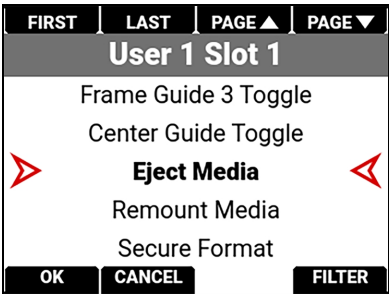 FIRST LAST PAGE▲ PAGE▼
User 1 Slot 1
Frame Guide 3 Toggle
Center Guide Toggle
Eject Media
Remount Media
Secure Format
OK CANCEL FILTER